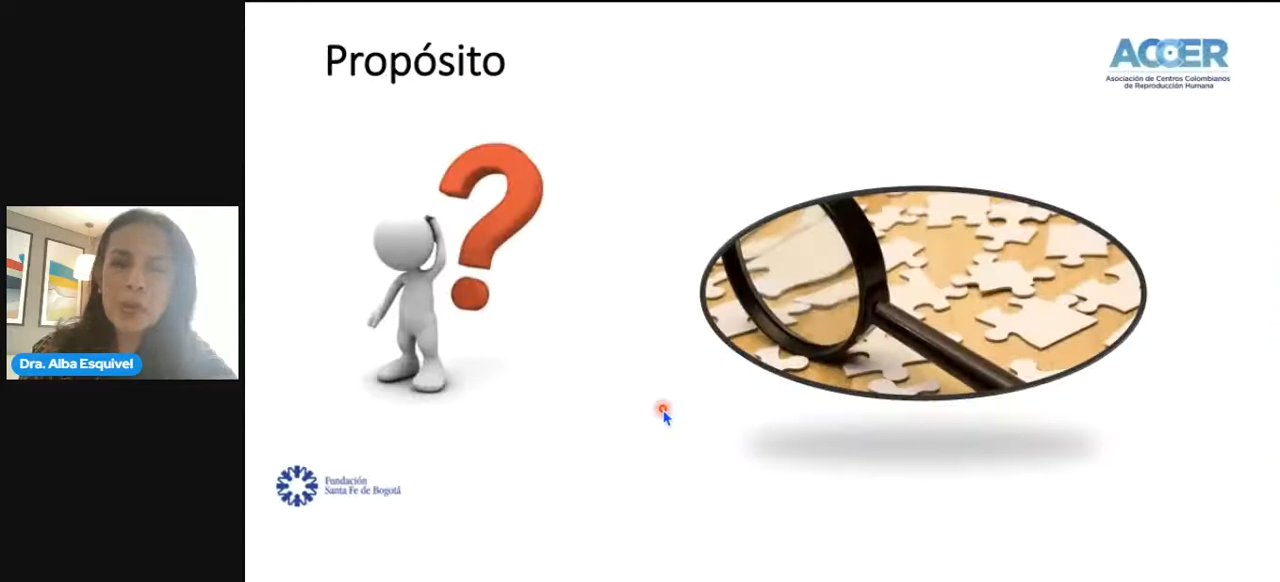 Propósito
ACCER
Asociación de Centros Colombianos
de Reproducción Humana
Dra. Alba Esquivel
Fundación
Santa Fe de Bogotá